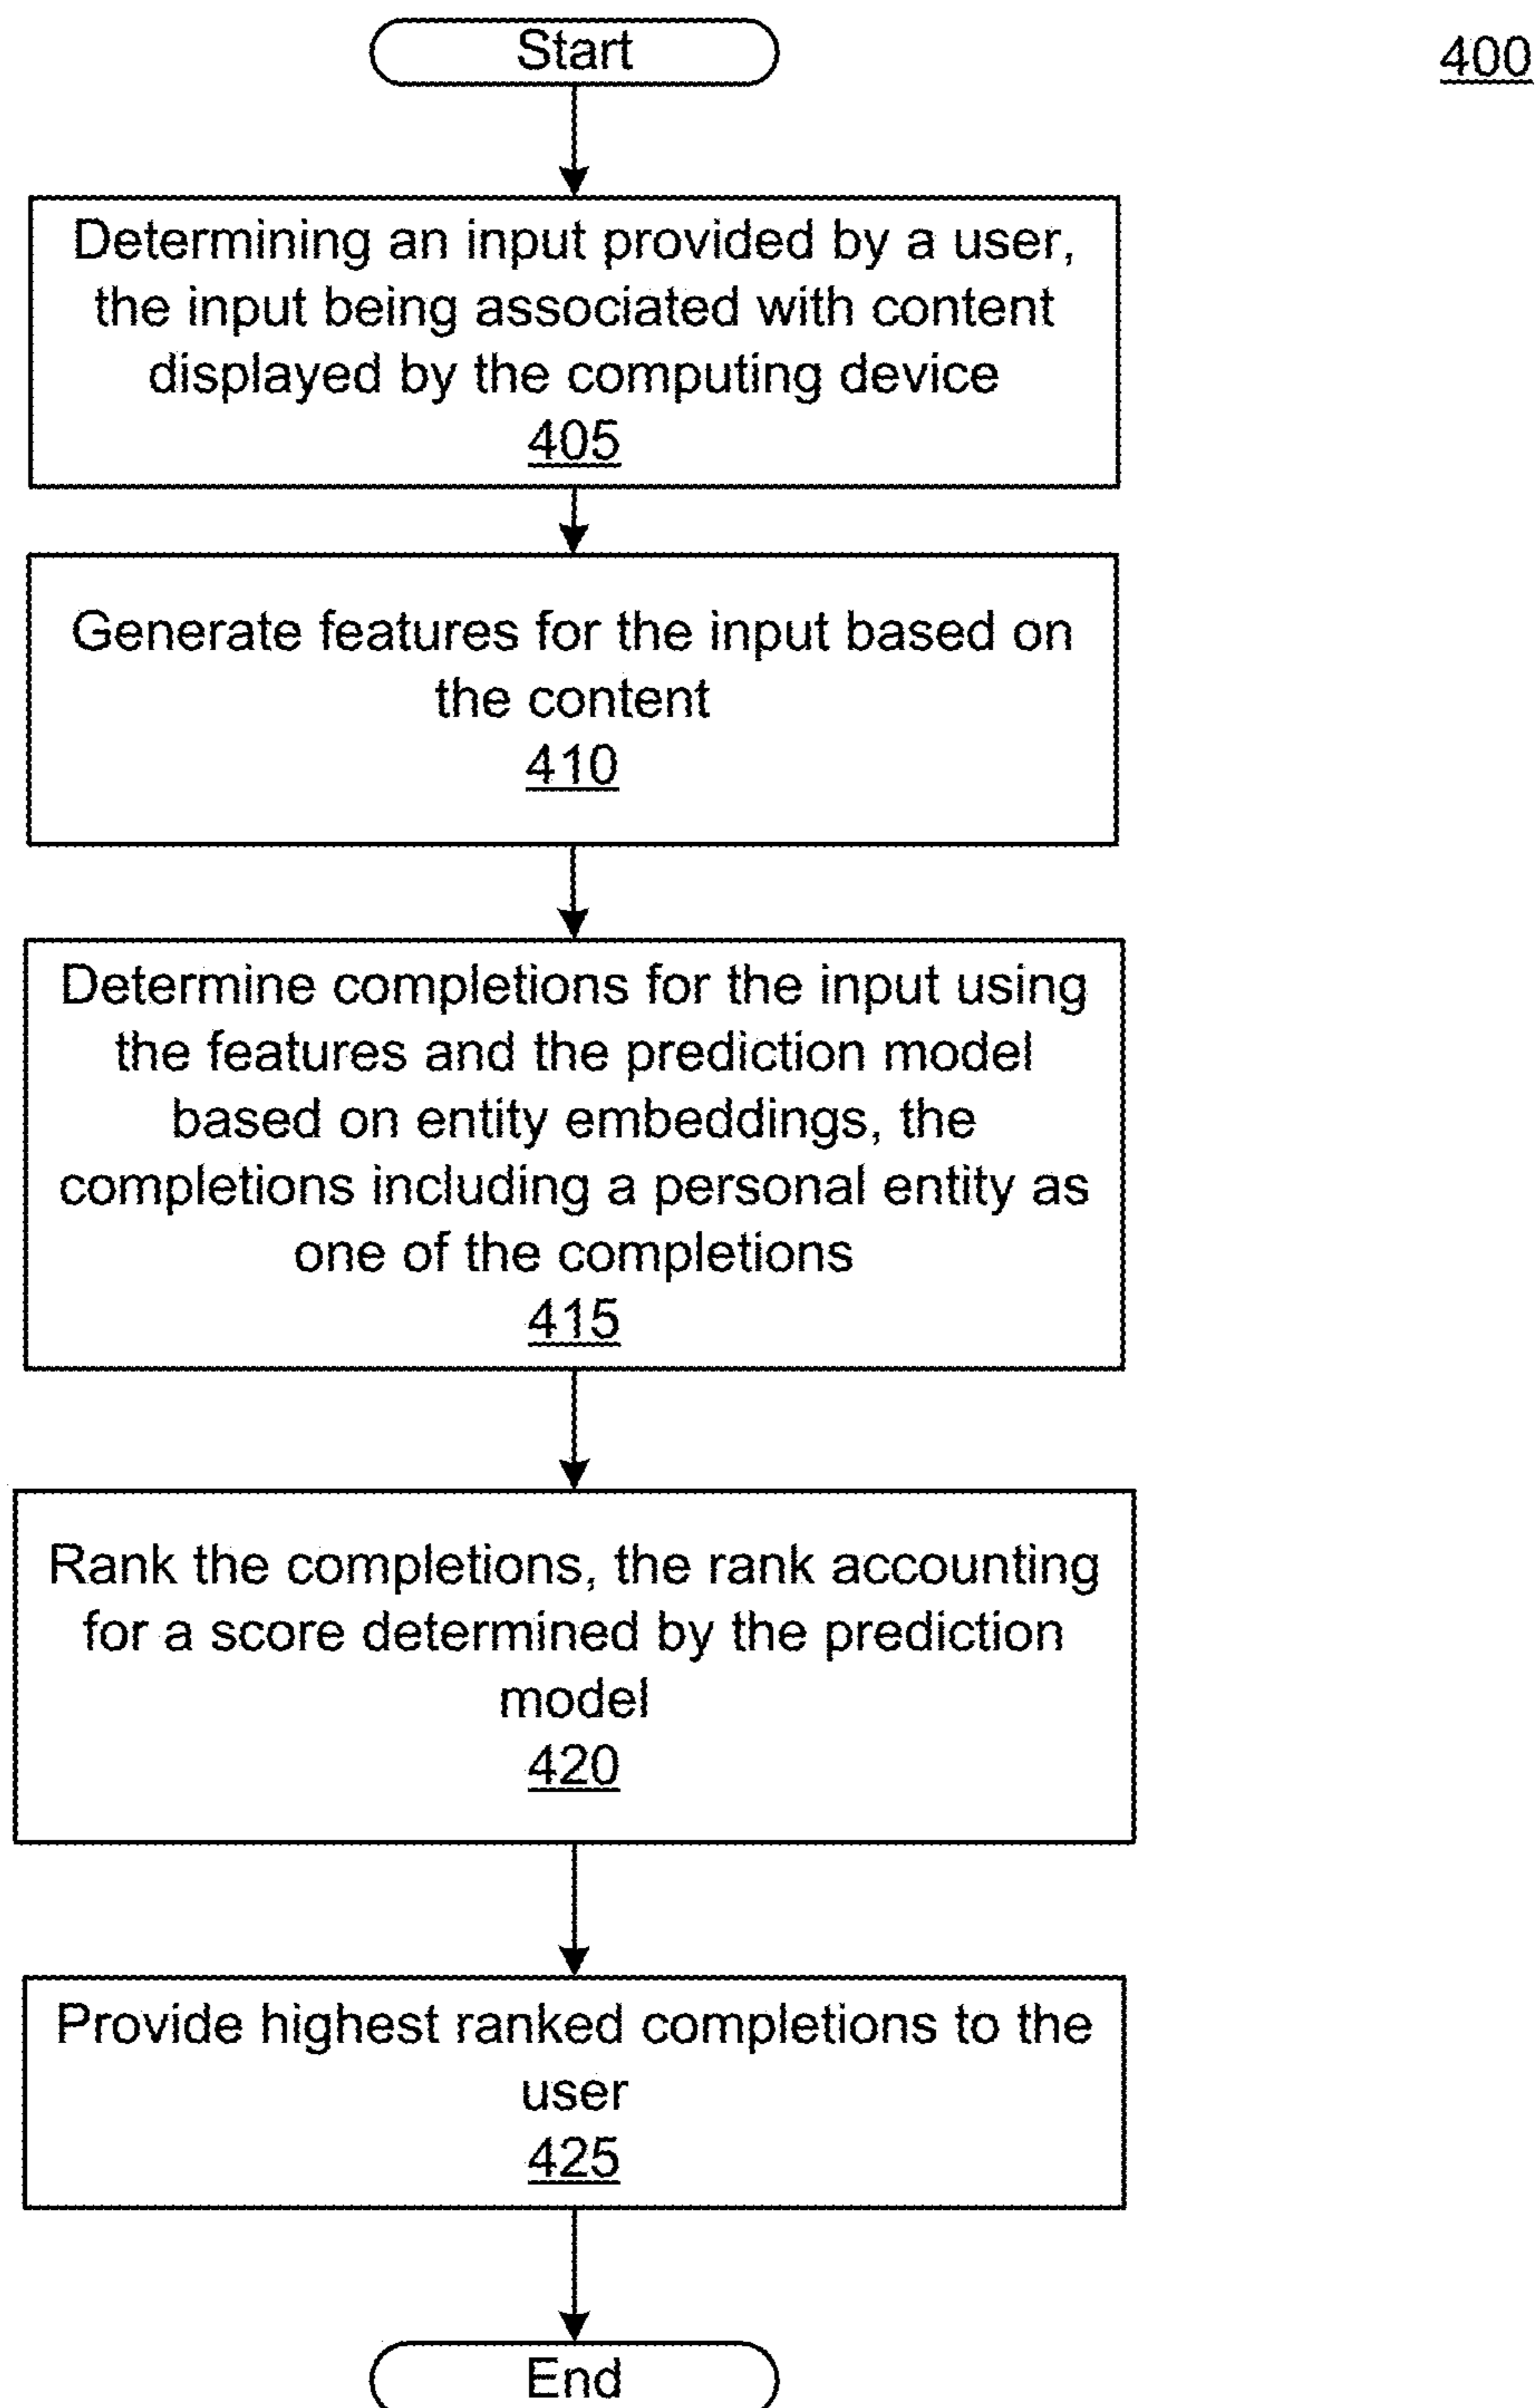 Start
400
Determining an input provided by a user,
the input being associated with content
displayed by the computing device
405
Generate features for the input based on
the content
410
Determine completions for the input using
the features and the prediction model
based on entity embeddings, the
completions including a personal entity as
one of the completions
415
Rank the completions, the rank accounting
for a score determined by the prediction
model
420
Provide highest ranked completions to the
user
425
End